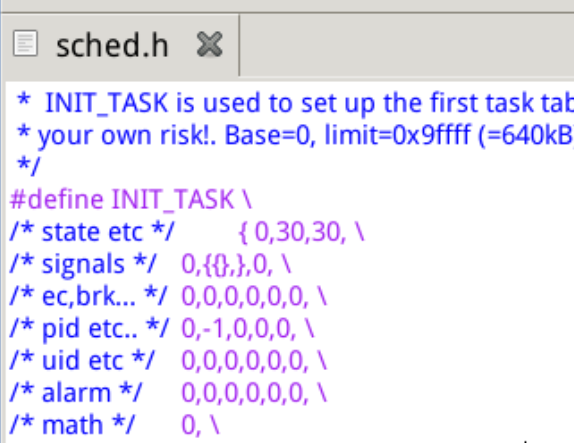 sched.h
* INIT_TASK is used to set up the first task tab
* your own risk!. Base=0, limit=0x9ffff (=640kB
*/
#define INIT_TASK \
/* state etc */ { 0,30,30, \
/* signals */ 0,{{},},0, \
/* ec,brk... */ 0,0,0,0,0,0, \
/* pid etc.. */ 0,-1,0,0,0, \
/* uid etc */ 0,0,0,0,0,0, \
/* alarm */ 0,0,0,0,0,0, \
/* math */ 0, \